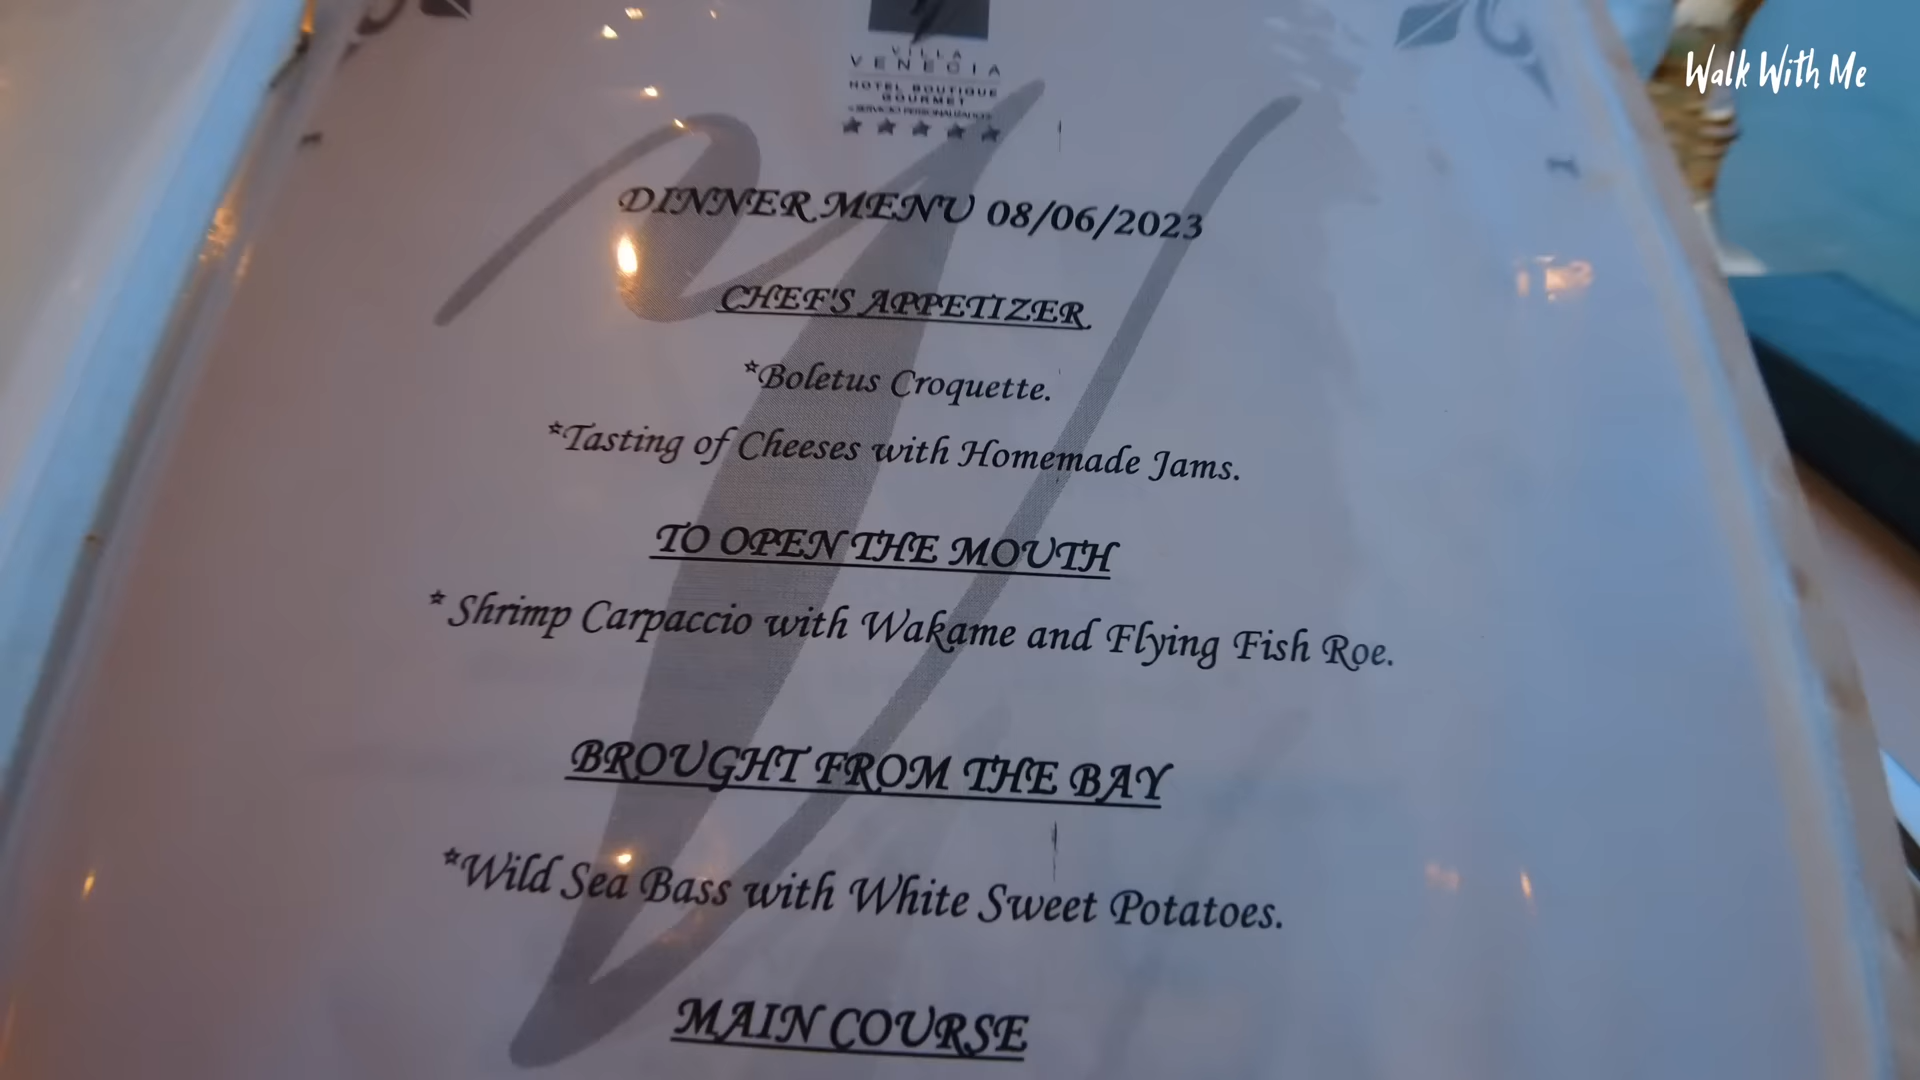 Walk With Me
VILLA
VENECIA
HOTEL BOUTIQUE
GOURMET
DINNER MENU 08/06/2023
CHEF'S APPETIZER
*Boletus Croquette.
*Tasting of Cheeses with Homemade Jams.
TO OPEN THE MOUTH
* Shrimp Carpaccio with Wakame and Flying Fish Roe.
BROUGHT FROM THE BAY
*Wild Sea Bass with White Sweet Potatoes.
MAIN COURSE